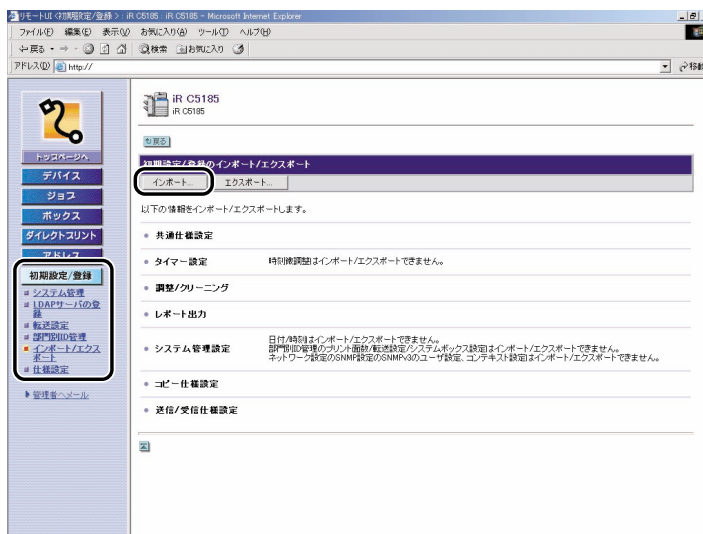 リモートUI <初期設定/登録> : iR C5185 : iR C5185 - Microsoft Internet Explorer
ファイル(F) 編集(E) 表示(V) お気に入り(A) ツール(T) ヘルプ(H)
戻る 検索 お気に入り
アドレス(D) http:// 移動
iR C5185
iR C5185
戻る
トップページへ
デバイス
ジョブ
ボックス
ダイレクトプリント
アドレス
初期設定/登録
システム管理
LDAPサーバの登
録
転送設定
部門別ID管理
インポート/エクス
ポート
仕様設定
管理者へメール
初期設定/登録のインポート/エクスポート
インポート... エクスポート...
以下の情報をインポート/エクスポートします。
共通仕様設定
タイマー設定 時刻微調整はインポート/エクスポートできません。
調整/クリーニング
レポート出力
システム管理設定 日付/時刻はインポート/エクスポートできません。
部門別ID管理のプリント面数/転送設定/システムボックス設定はインポート/エクスポートできません。
ネットワーク設定のSNMP設定のSNMPv3のユーザ設定、コンテキスト設定はインポート/エクスポートできません。
コピー仕様設定
送信/受信仕様設定